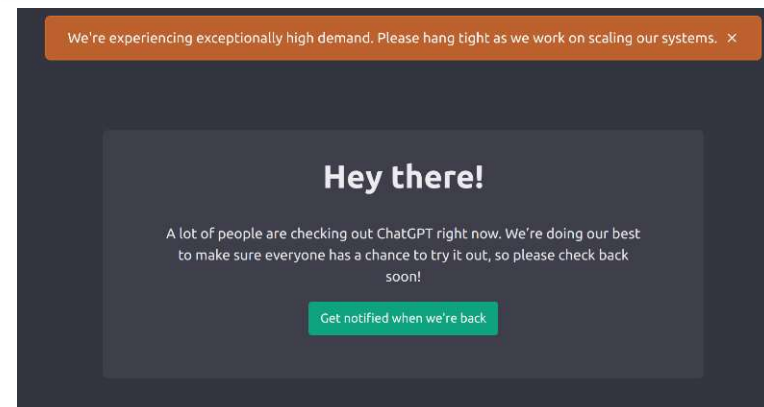 We're experiencing exceptionally high demand. Please hang tight as we work on scaling our systems. ×
Hey there!
A lot of people are checking out ChatGPT right now. We're doing our best
to make sure everyone has a chance to try it out, so please check back
soon!
Get notified when we're back